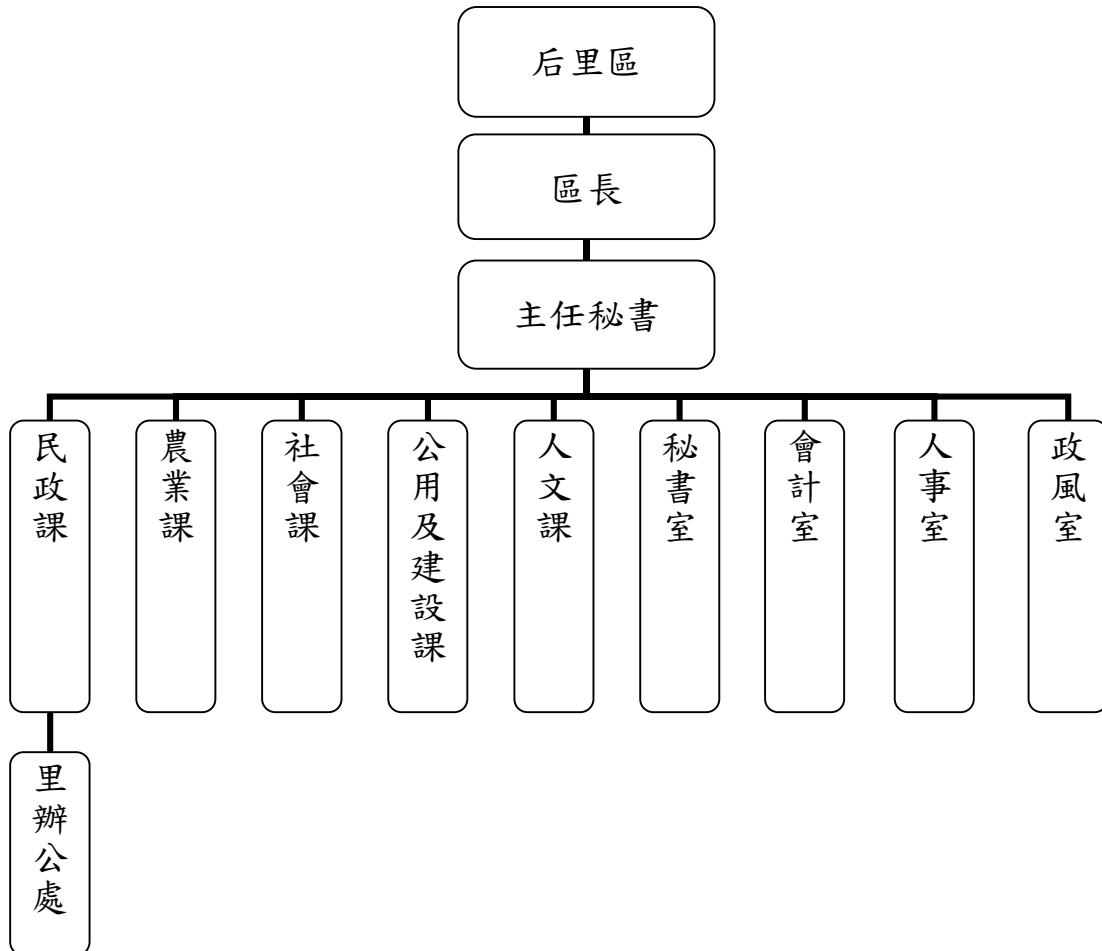 后里區
區長
主任秘書
民政課
農業課
社會課
公用及建設課
人文課
秘書室
會計室
人事室
政風室
里辦公處